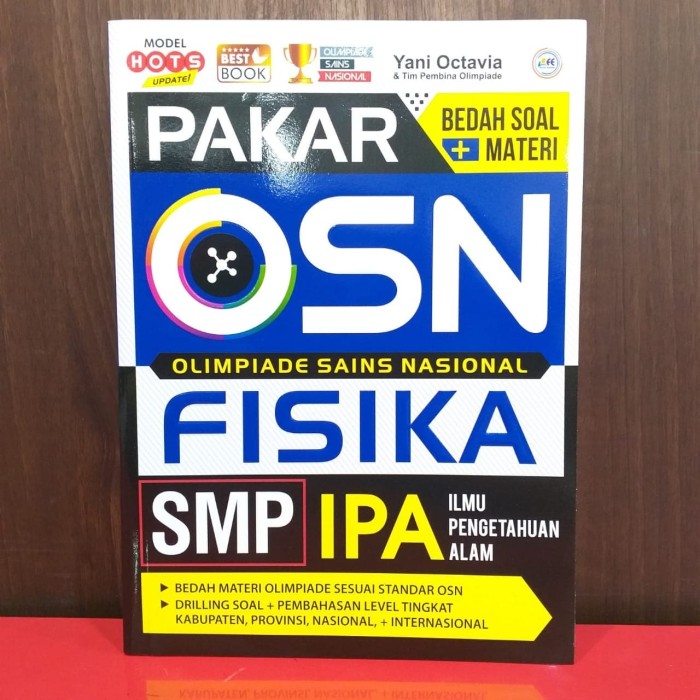 MODEL
HOTS
UPDATE!
BEST
BOOK
OLIMPIADE
SAINS
NASIONAL
Yani Octavia
& Tim Pembina Olimpiade
PAKAR
BEDAH SOAL
+ MATERI
OSN
OLIMPIADE SAINS NASIONAL
FISIKA
SMP
IPA
ILMU
PENGETAHUAN
ALAM
BEDAH MATERI OLIMPIADE SESUAI STANDAR OSN
DRILLING SOAL + PEMBAHASAN LEVEL TINGKAT
KABUPATEN, PROVINSI, NASIONAL, + INTERNASIONAL